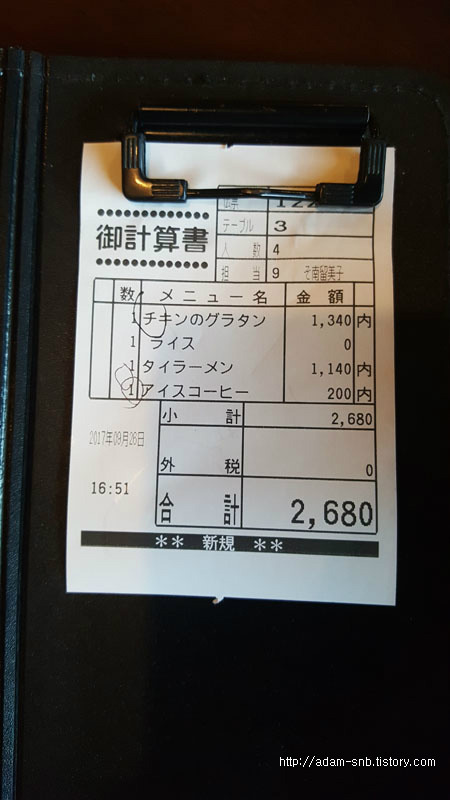 テーブル 3
御計算書
人数 4
担当 9
数 メニュー名 金額
1 チキンのグラタン 1,340 内
1 ライス 0
1 タイラーメン 1,140 内
1 アイスコーヒー 200 内
小計 2,680
2017年09月26日
外税 0
16:51
合計 2,680
** 新規 **
http://adam-snb.tistory.com